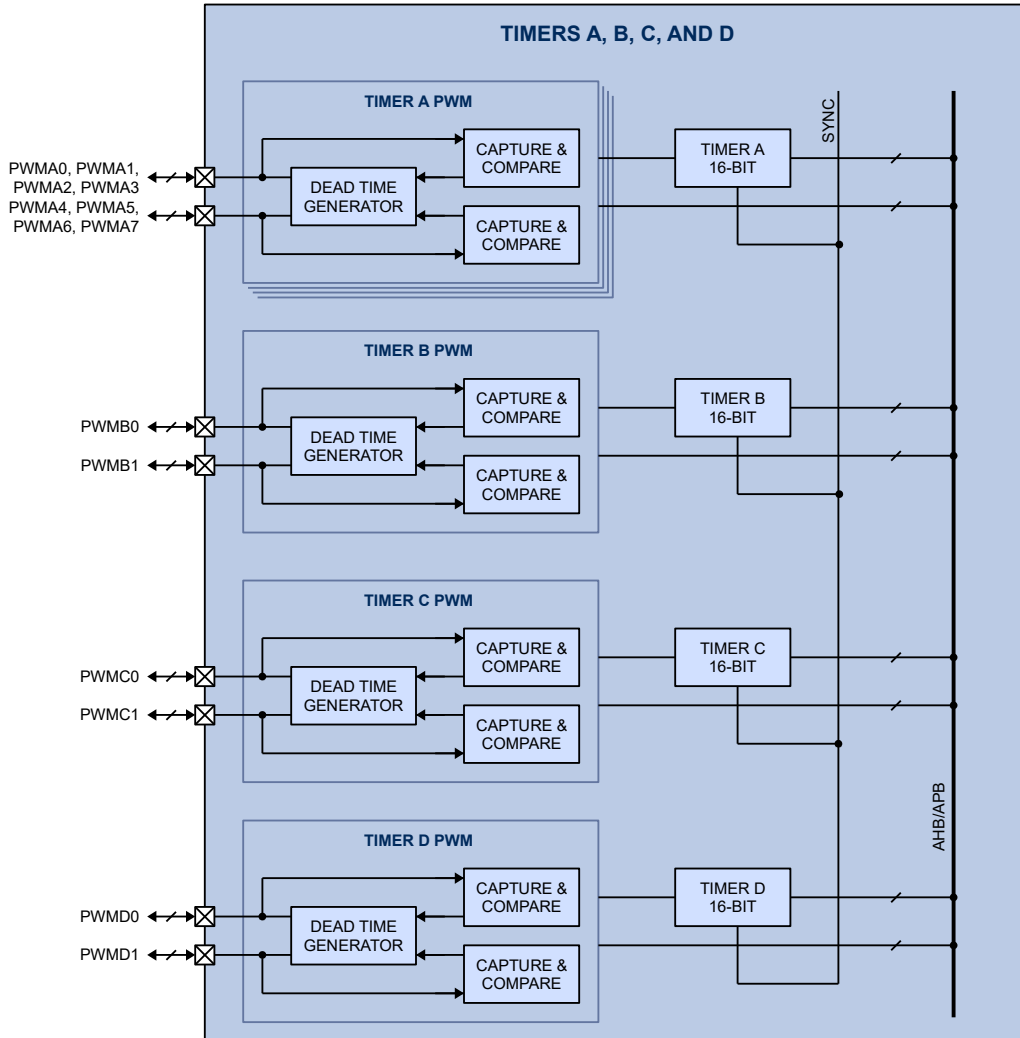 TIMERS A, B, C, AND D
TIMER A PWM
SYNC
PWMA0, PWMA1,
PWMA2, PWMA3
PWMA4, PWMA5,
PWMA6, PWMA7
DEAD TIME
GENERATOR
CAPTURE &
COMPARE
CAPTURE &
COMPARE
TIMER A
16-BIT
TIMER B PWM
PWMB0
PWMB1
DEAD TIME
GENERATOR
CAPTURE &
COMPARE
CAPTURE &
COMPARE
TIMER B
16-BIT
TIMER C PWM
PWMC0
PWMC1
DEAD TIME
GENERATOR
CAPTURE &
COMPARE
CAPTURE &
COMPARE
TIMER C
16-BIT
AHB/APB
TIMER D PWM
PWMD0
PWMD1
DEAD TIME
GENERATOR
CAPTURE &
COMPARE
CAPTURE &
COMPARE
TIMER D
16-BIT